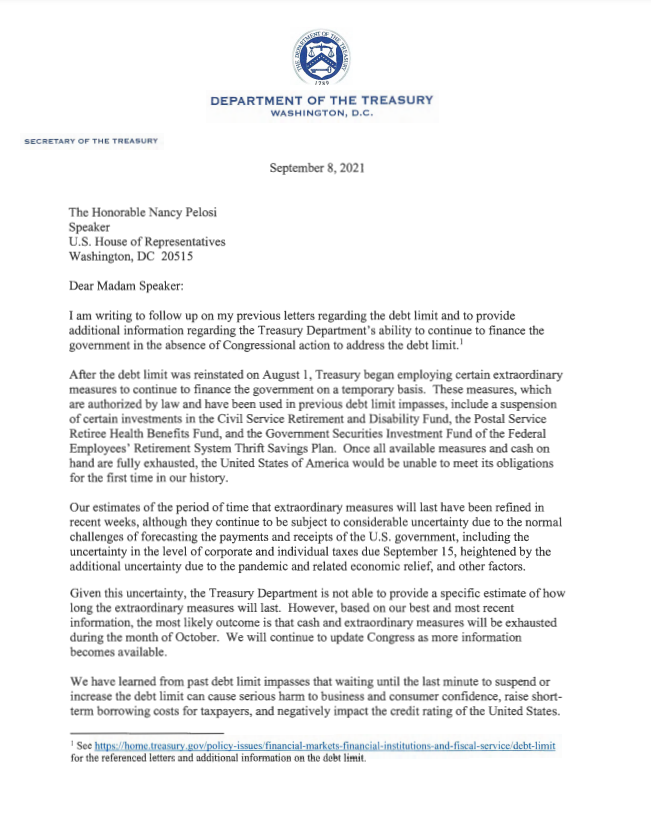 THE DEPARTMENT OF THE TREASURY
1789
DEPARTMENT OF THE TREASURY
WASHINGTON, D.C.
SECRETARY OF THE TREASURY
September 8, 2021
The Honorable Nancy Pelosi
Speaker
U.S. House of Representatives
Washington, DC 20515
Dear Madam Speaker:
I am writing to follow up on my previous letters regarding the debt limit and to provide
additional information regarding the Treasury Department's ability to continue to finance the
government in the absence of Congressional action to address the debt limit.¹
After the debt limit was reinstated on August 1, Treasury began employing certain extraordinary
measures to continue to finance the government on a temporary basis. These measures, which
are authorized by law and have been used in previous debt limit impasses, include a suspension
of certain investments in the Civil Service Retirement and Disability Fund, the Postal Service
Retiree Health Benefits Fund, and the Government Securities Investment Fund of the Federal
Employees' Retirement System Thrift Savings Plan. Once all available measures and cash on
hand are fully exhausted, the United States of America would be unable to meet its obligations
for the first time in our history.
Our estimates of the period of time that extraordinary measures will last have been refined in
recent weeks, although they continue to be subject to considerable uncertainty due to the normal
challenges of forecasting the payments and receipts of the U.S. government, including the
uncertainty in the level of corporate and individual taxes due September 15, heightened by the
additional uncertainty due to the pandemic and related economic relief, and other factors.
Given this uncertainty, the Treasury Department is not able to provide a specific estimate of how
long the extraordinary measures will last. However, based on our best and most recent
information, the most likely outcome is that cash and extraordinary measures will be exhausted
during the month of October. We will continue to update Congress as more information
becomes available.
We have learned from past debt limit impasses that waiting until the last minute to suspend or
increase the debt limit can cause serious harm to business and consumer confidence, raise short-
term borrowing costs for taxpayers, and negatively impact the credit rating of the United States.
¹ See https://home.treasury.gov/policy-issues/financial-markets-financial-institutions-and-fiscal-service/debt-limit
for the referenced letters and additional information on the debt limit.